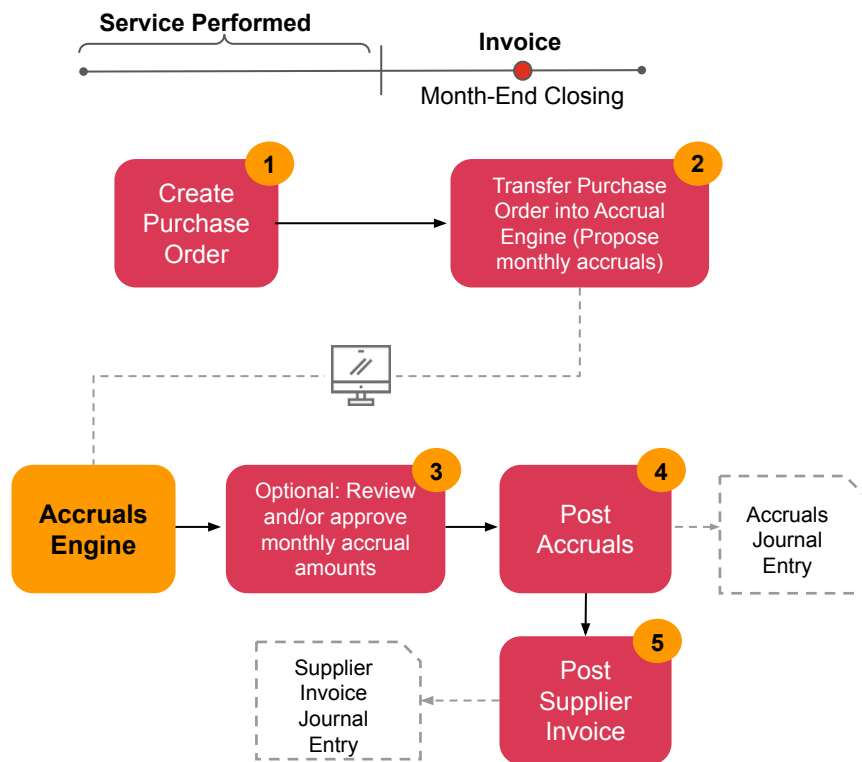 Service Performed
Invoice
Month-End Closing
1
Create
Purchase
Order
2
Transfer Purchase
Order into Accrual
Engine (Propose
monthly accruals)
Accruals
Engine
3
Optional: Review
and/or approve
monthly accrual
amounts
4
Post
Accruals
Accruals
Journal
Entry
5
Post
Supplier
Invoice
Supplier
Invoice
Journal
Entry